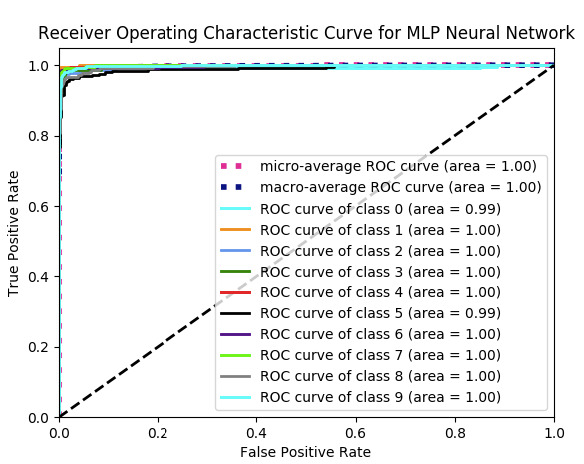 Receiver Operating Characteristic Curve for MLP Neural Network
1.0
0.8
0.6
0.4
0.2
0.0
True Positive Rate
micro-average ROC curve (area = 1.00)
macro-average ROC curve (area = 1.00)
ROC curve of class 0 (area = 0.99)
ROC curve of class 1 (area = 1.00)
ROC curve of class 2 (area = 1.00)
ROC curve of class 3 (area = 1.00)
ROC curve of class 4 (area = 1.00)
ROC curve of class 5 (area = 0.99)
ROC curve of class 6 (area = 1.00)
ROC curve of class 7 (area = 1.00)
ROC curve of class 8 (area = 1.00)
ROC curve of class 9 (area = 1.00)
0.0 0.2 0.4 0.6 0.8 1.0
False Positive Rate